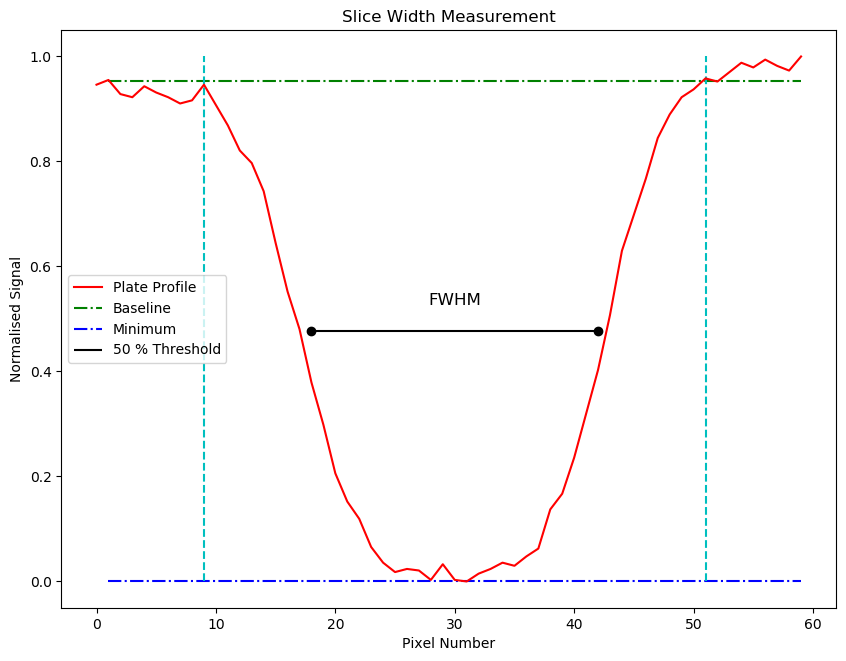 Slice Width Measurement
1.0
0.8
0.6
0.4
0.2
0.0
Normalised Signal
FWHM
Plate Profile
Baseline
Minimum
50 % Threshold
0 10 20 30 40 50 60
Pixel Number